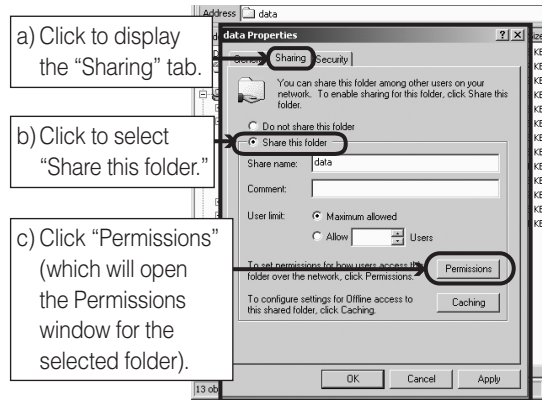 Address data
a) Click to display
the “Sharing” tab.
data Properties
Sharing Security
You can share this folder among other users on your
network. To enable sharing for this folder, click Share this
folder.
b) Click to select
“Share this folder.”
Do not share this folder
Share this folder
Share name: data
Comment:
User limit: Maximum allowed
Allow Users
c) Click “Permissions”
(which will open
the Permissions
window for the
selected folder).
To set permissions for how users access
folder over the network, click Permissions.
Permissions
To configure settings for Offline access to
this shared folder, click Caching.
Caching
OK Cancel Apply
13